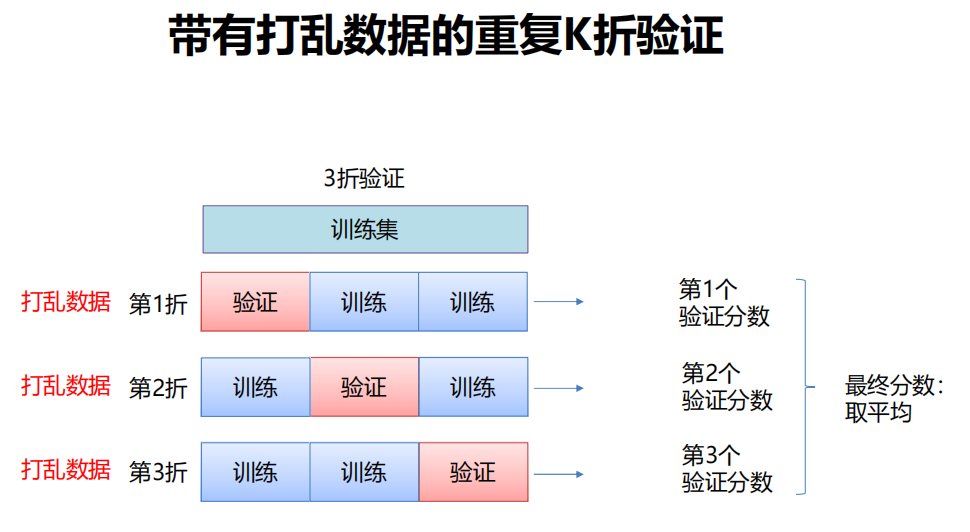 带有打乱数据的重复K折验证
3折验证
训练集
打乱数据 第1折 验证 训练 训练 第1个
验证分数
打乱数据 第2折 训练 验证 训练 第2个
验证分数
最终分数：
取平均
打乱数据 第3折 训练 训练 验证 第3个
验证分数